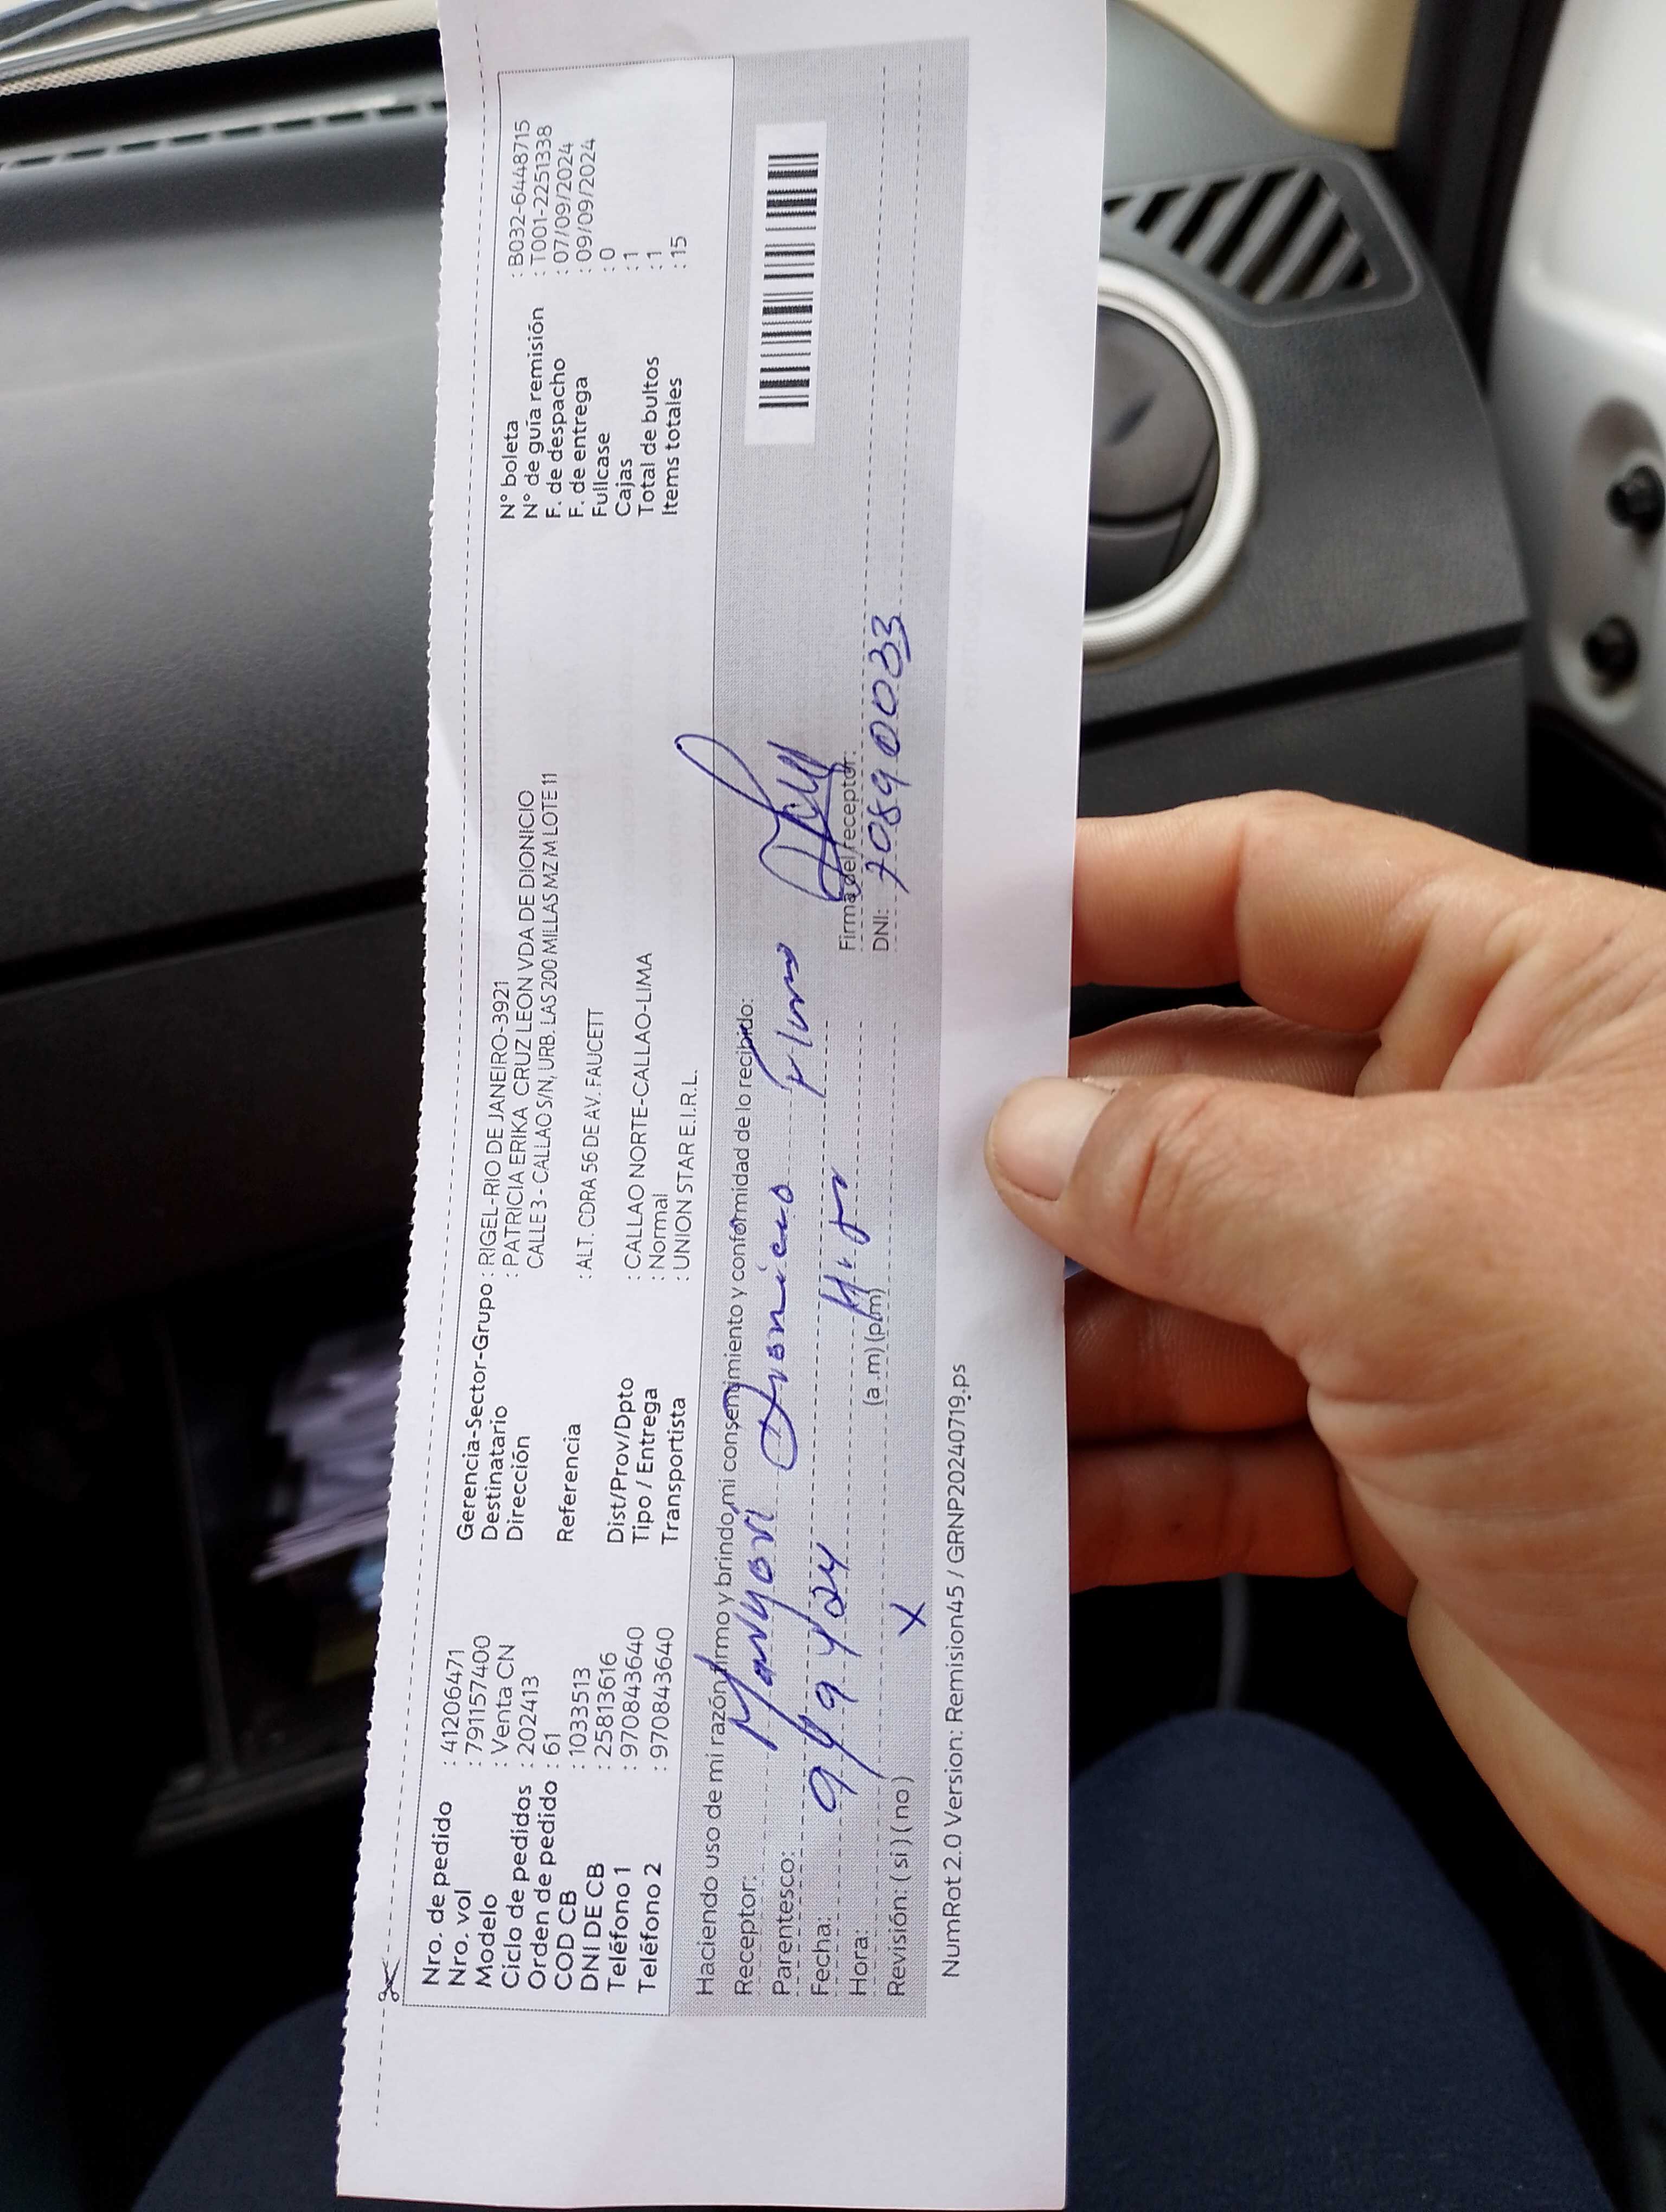 Nro. de pedido : 41206471
Nro. vol : 791157400
Modelo : Venta CN
Ciclo de pedidos : 202413
Orden de pedido : 61
COD CB : 1033513
DNI DE CB : 25813616
Teléfono 1 : 970843640
Teléfono 2 : 970843640
Gerencia-Sector-Grupo : RIGEL-RIO DE JANEIRO-3921
Destinatario : PATRICIA ERIKA CRUZ LEON VDA DE DIONICIO
Dirección CALLE 3 - CALLAO S/N, URB. LAS 200 MILLAS MZ M LOTE 11
Referencia : ALT. CDRA 56 DE AV. FAUCETT
Dist/Prov/Dpto : CALLAO NORTE-CALLAO-LIMA
Tipo / Entrega : Normal
Transportista : UNION STAR E.I.R.L.
N° boleta : B032-64448715
N° de guía remisión : T001-2251338
F. de despacho : 07/09/2024
F. de entrega : 09/09/2024
Fullcase : 0
Cajas : 1
Total de bultos : 1
Items totales : 15
Haciendo uso de mi razón, firmo y brindo, mi consentimiento y conformidad de lo recibido:
Receptor: Dionicio
Parentesco:
Fecha: 9/9/24
Hora: (a.m) (p.m)
Revisión: ( si ) ( no ) X
Firma del receptor:
DNI: 70890033
NumRot 2.0 Version: Remision45 / GRNP20240719.ps